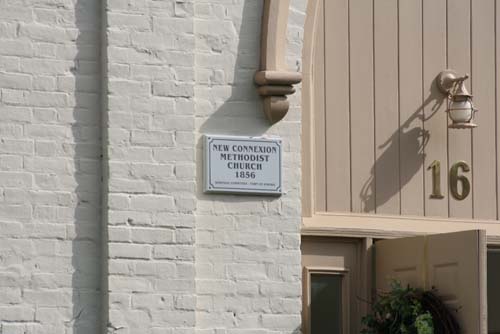 NEW CONNEXION
METHODIST
CHURCH
1856
16